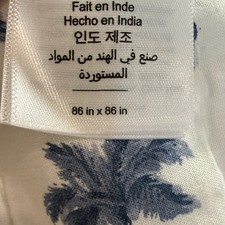 Fait en Inde
Hecho en India
인도 제조
صنع في الهند من المواد
المستوردة
86 in x 86 in